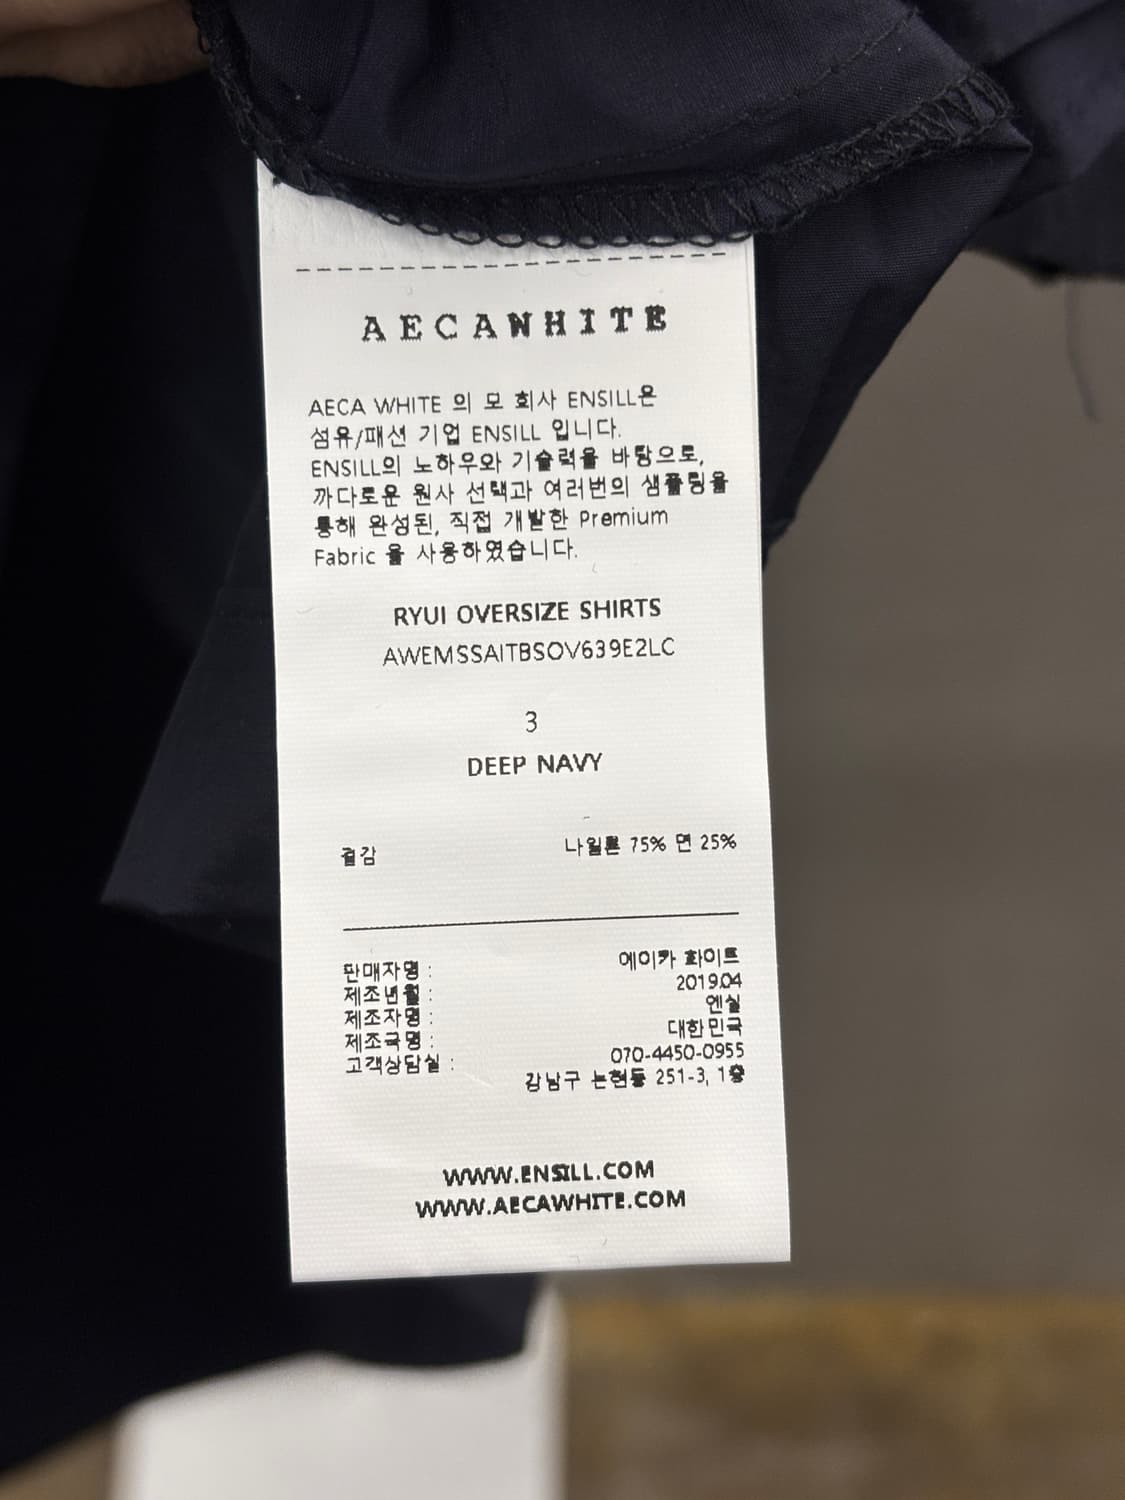 AECAWHITE
AECA WHITE 의 모 회사 ENSILL은
섬유/패션 기업 ENSILL 입니다.
ENSILL의 노하우와 기술력을 바탕으로,
까다로운 원사 선택과 여러번의 샘플링을
통해 완성된, 직접 개발한 Premium
Fabric 을 사용하였습니다.
RYUI OVERSIZE SHIRTS
AWEMSSAITBSOV639E2LC
3
DEEP NAVY
겉감 나일론 75% 면 25%
판매자명 : 에이카 화이트
제조년월 : 2019.04
제조자명 : 엔실
제조국명 : 대한민국
고객상담실 : 070-4450-0955
강남구 논현동 251-3, 1층
WWW.ENSILL.COM
WWW.AECAWHITE.COM